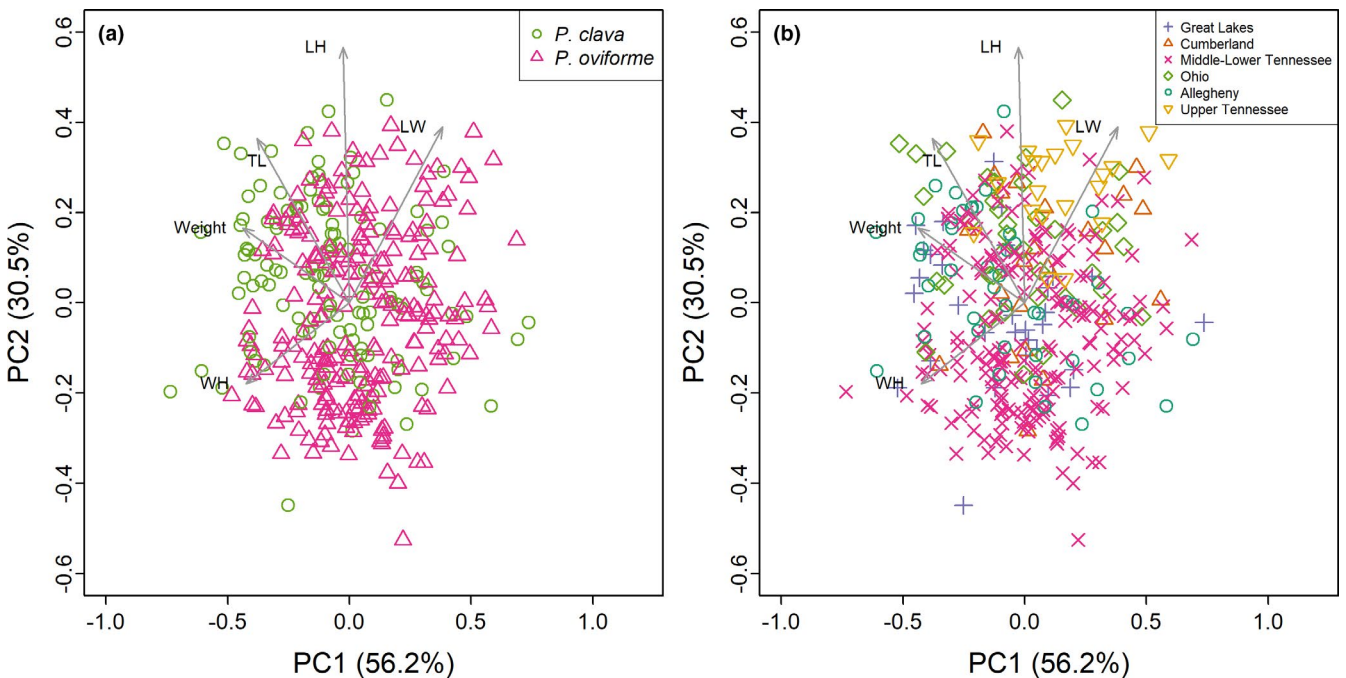 (a)
P. clava
P. oviforme
LH
LW
TL
Weight
WH
0.6
0.4
0.2
0.0
-0.2
-0.4
-0.6
PC2 (30.5%)
-1.0 -0.5 0.0 0.5 1.0
PC1 (56.2%)
(b)
Great Lakes
Cumberland
Middle-Lower Tennessee
Ohio
Allegheny
Upper Tennessee
LH
LW
TL
Weight
WH
0.6
0.4
0.2
0.0
-0.2
-0.4
-0.6
PC2 (30.5%)
-1.0 -0.5 0.0 0.5 1.0
PC1 (56.2%)